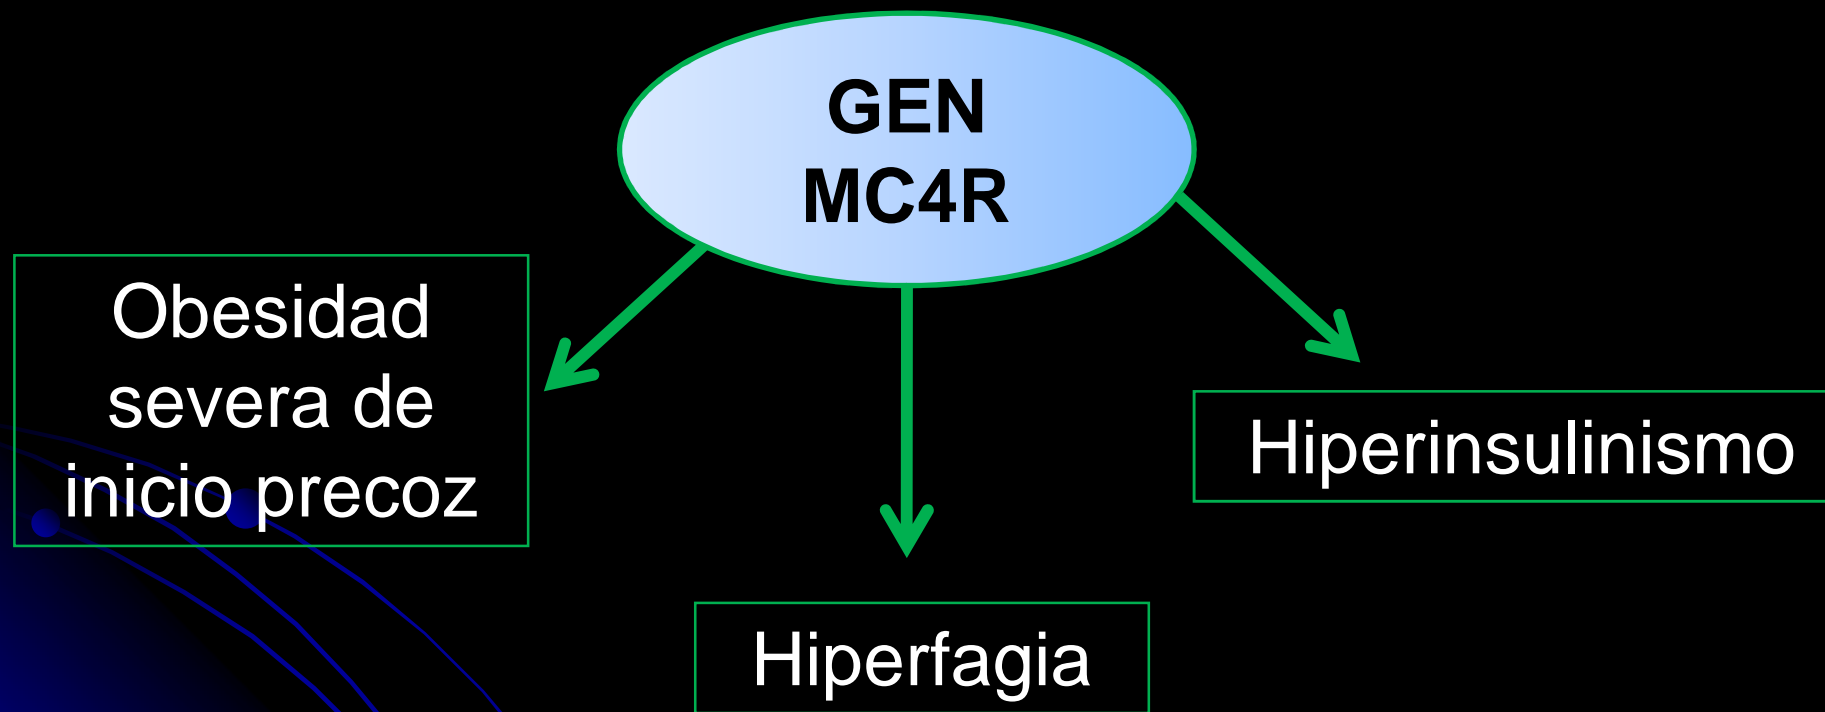 GEN
MC4R
Obesidad
severa de
inicio precoz
Hiperinsulinismo
Hiperfagia